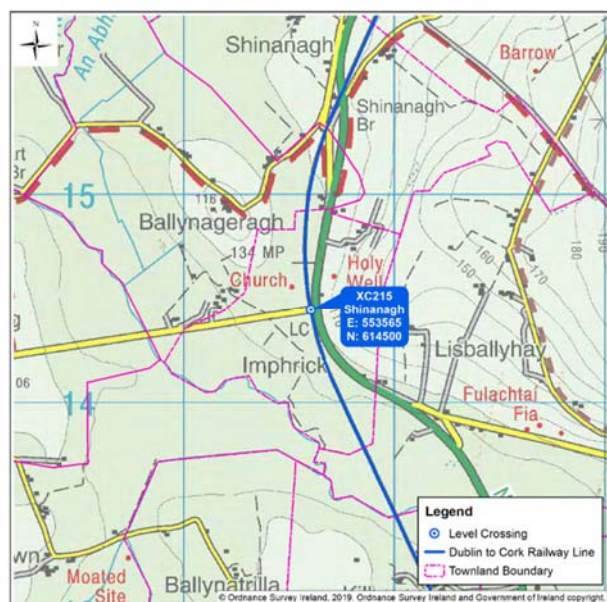 An Abh
Shinanagh
Barrow
Shinanagh
Br
Br
15
116
Ballynageragh
134 MP
Church
Holy
Well
XC215
Shinanagh
E: 553565
N: 614500
150
160
170
180
190
LC
Imphrick
Lisballyhay
06
14
Fulachtaí
Fia
N
Legend
Level Crossing
Dublin to Cork Railway Line
Townland Boundary
wn
Moated
Site
Ballynatrilla
© Ordnance Survey Ireland, 2019. Ordnance Survey Ireland and Government of Ireland copyright.